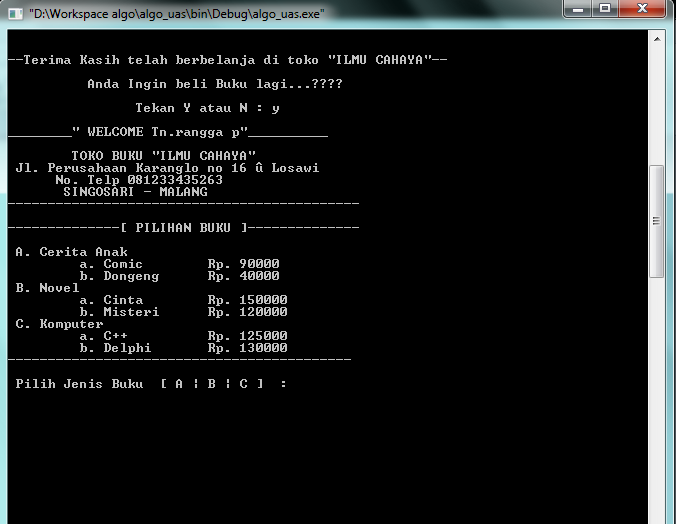 "D:\Workspace algo\algo_uas\bin\Debug\algo_uas.exe"
--Terima Kasih telah berbelanja di toko "ILMU CAHAYA"--
Anda Ingin beli Buku lagi...????
Tekan Y atau N : y
________" WELCOME Tn.rangga p"__________
TOKO BUKU "ILMU CAHAYA"
Jl. Perusahaan Karanglo no 16 û Losawi
No. Telp 081233435263
SINGOSARI - MALANG
--------------------------------------------
--------------[ PILIHAN BUKU ]--------------
A. Cerita Anak
a. Comic Rp. 90000
b. Dongeng Rp. 40000
B. Novel
a. Cinta Rp. 150000
b. Misteri Rp. 120000
C. Komputer
a. C++ Rp. 125000
b. Delphi Rp. 130000
-------------------------------------------
Pilih Jenis Buku [ A ¦ B ¦ C ] :